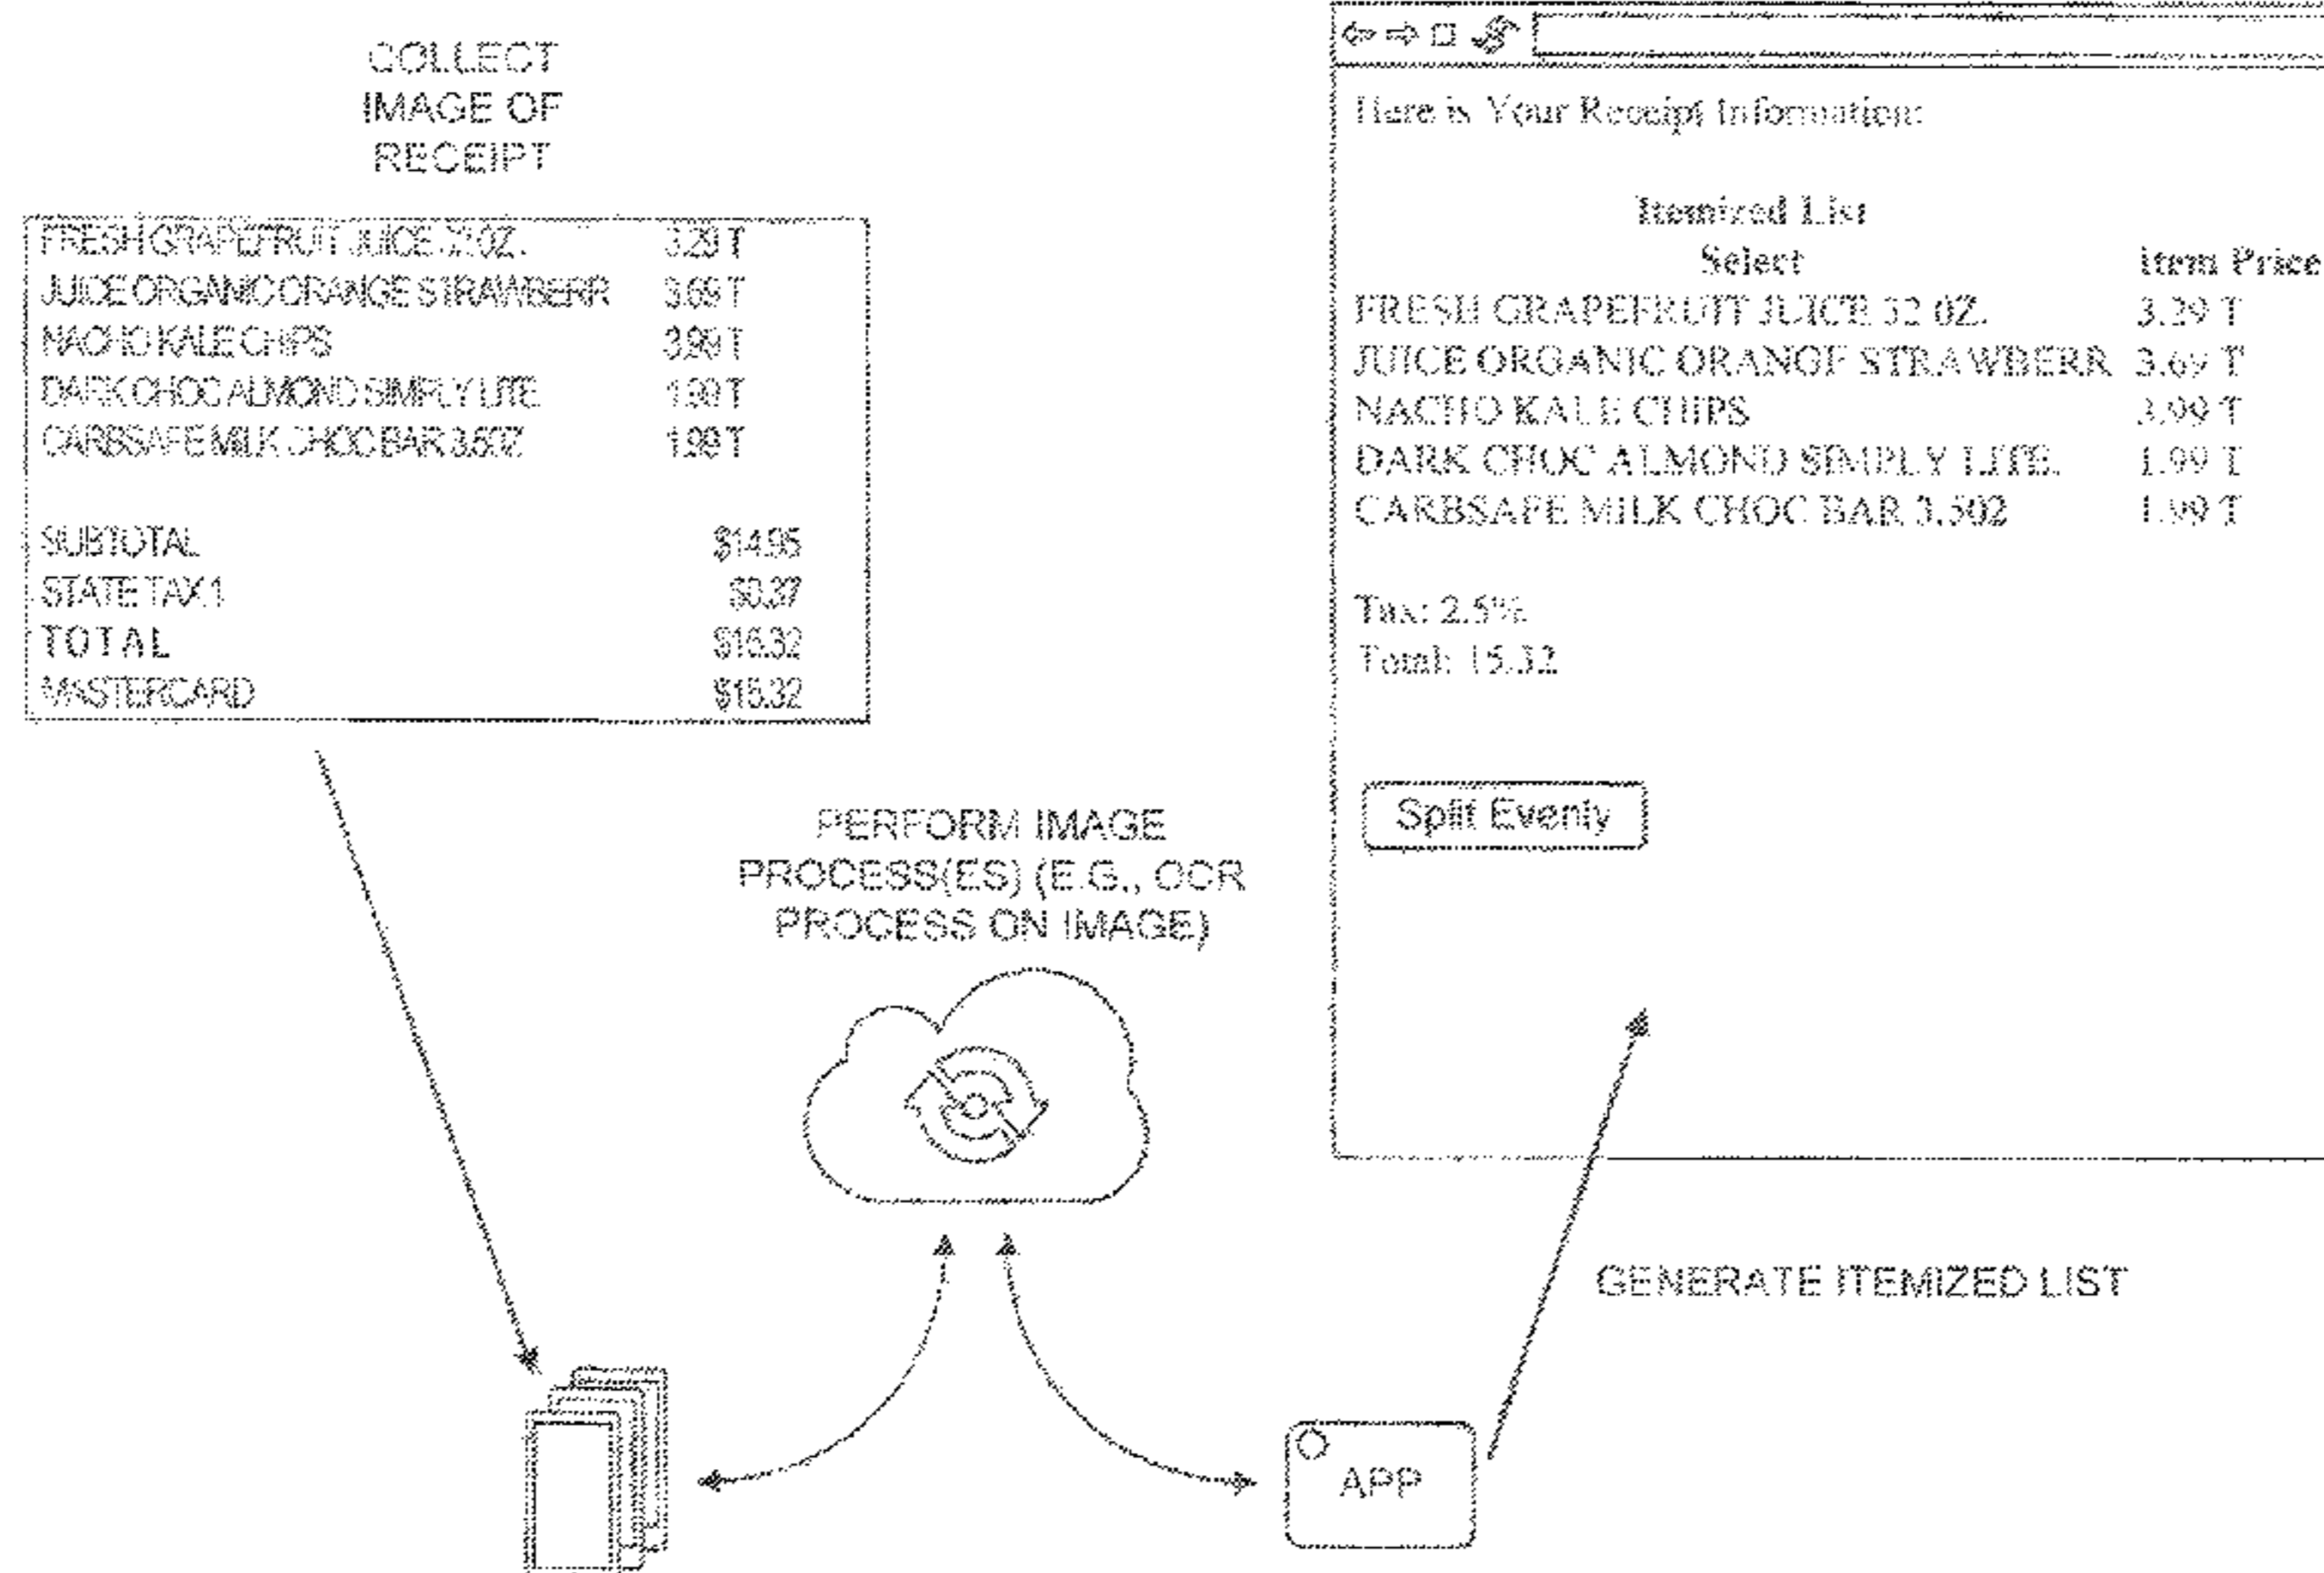 COLLECT
IMAGE OF
RECEIPT
FRESH GRAPEFRUIT JUICE 32 0Z. 3.29 T
JUICE ORGANIC ORANGE STRAWBERR 3.69 T
NACHO KALE CHIPS 3.99 T
DARK CHOC ALMOND SIMPLY LITE 1.99 T
CARBSAFE MILK CHOC BAR 3.50Z 1.99 T
SUBTOTAL $14.95
STATE TAX 1 $0.37
TOTAL $15.32
MASTERCARD $15.32
PERFORM IMAGE
PROCESS(ES) (E.G., OCR
PROCESS ON IMAGE)
Here is Your Receipt Information:
Itemized List
Select Item Price
FRESH GRAPEFRUIT JUICE 32 0Z. 3.29 T
JUICE ORGANIC ORANGE STRAWBERR 3.69 T
NACHO KALE CHIPS 3.99 T
DARK CHOC ALMOND SIMPLY LITE. 1.99 T
CARBSAFE MILK CHOC BAR 3.502 1.99 T
Tax: 2.5%
Total: 15.32
Split Evenly
GENERATE ITEMIZED LIST
APP